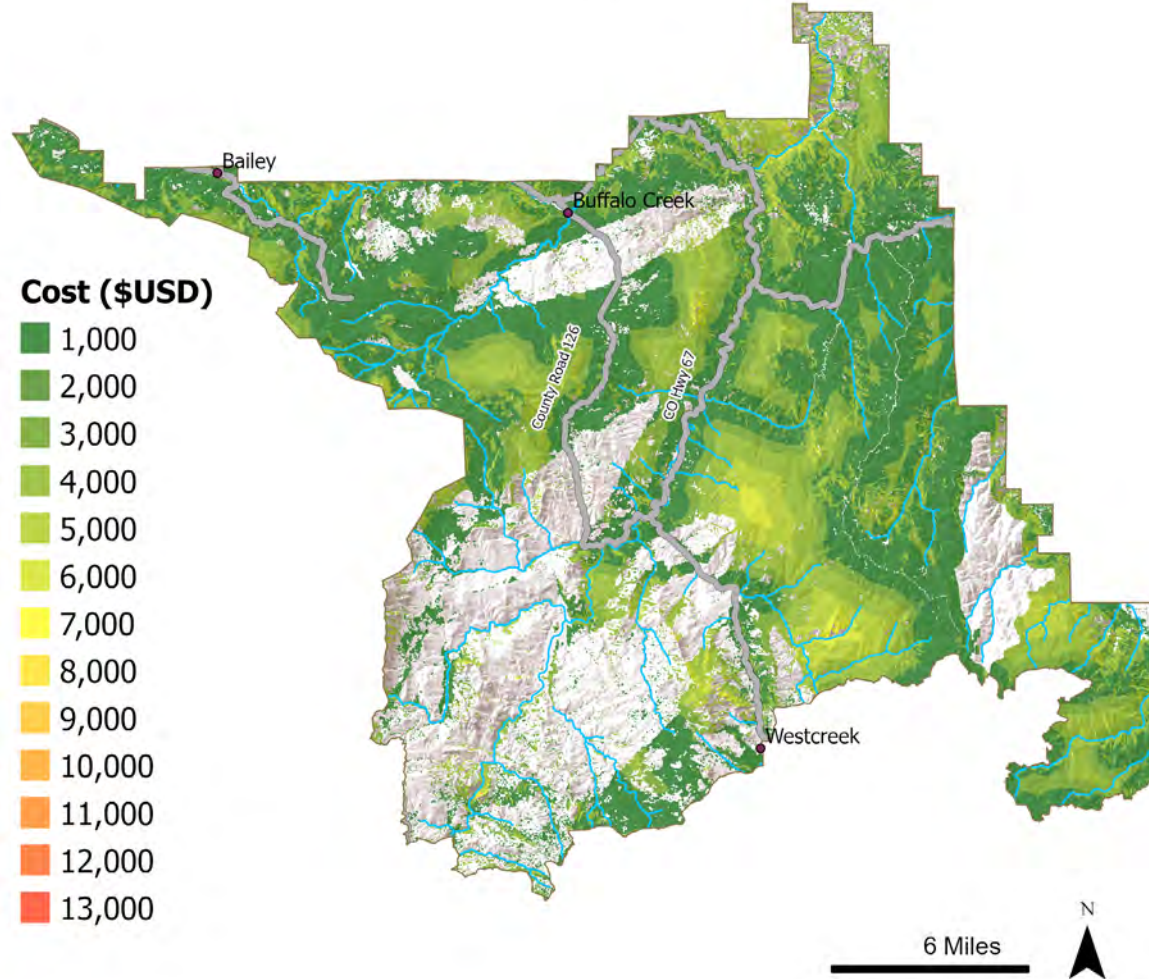 Bailey
Buffalo Creek
Cost ($USD)
1,000
2,000
3,000
4,000
5,000
6,000
7,000
8,000
9,000
10,000
11,000
12,000
13,000
County Road 126
CO Hwy 67
Westcreek
6 Miles
N